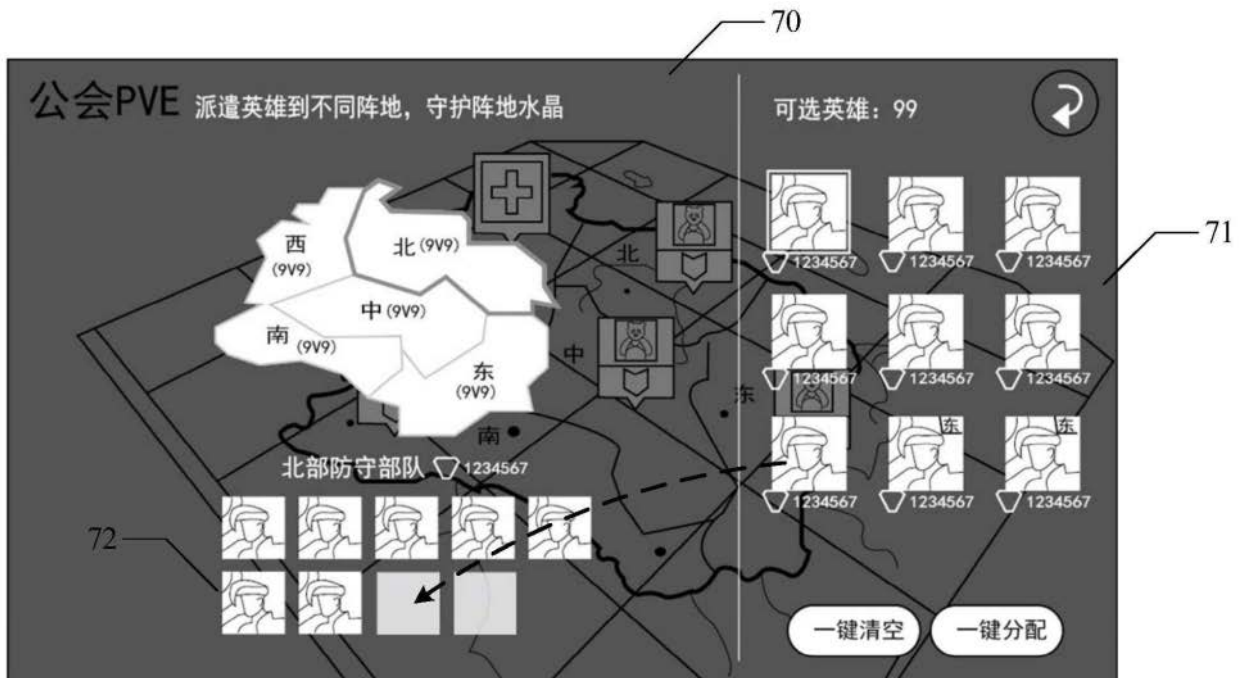 70
公会PVE 派遣英雄到不同阵地，守护阵地水晶
可选英雄：99
71
西
(9V9)
北(9V9)
中(9V9)
南(9V9)
东
(9V9)
北
中
东
南
1234567 1234567 1234567
1234567 1234567 1234567
东 东
1234567 1234567 1234567
北部防守部队 1234567
72
一键清空 一键分配